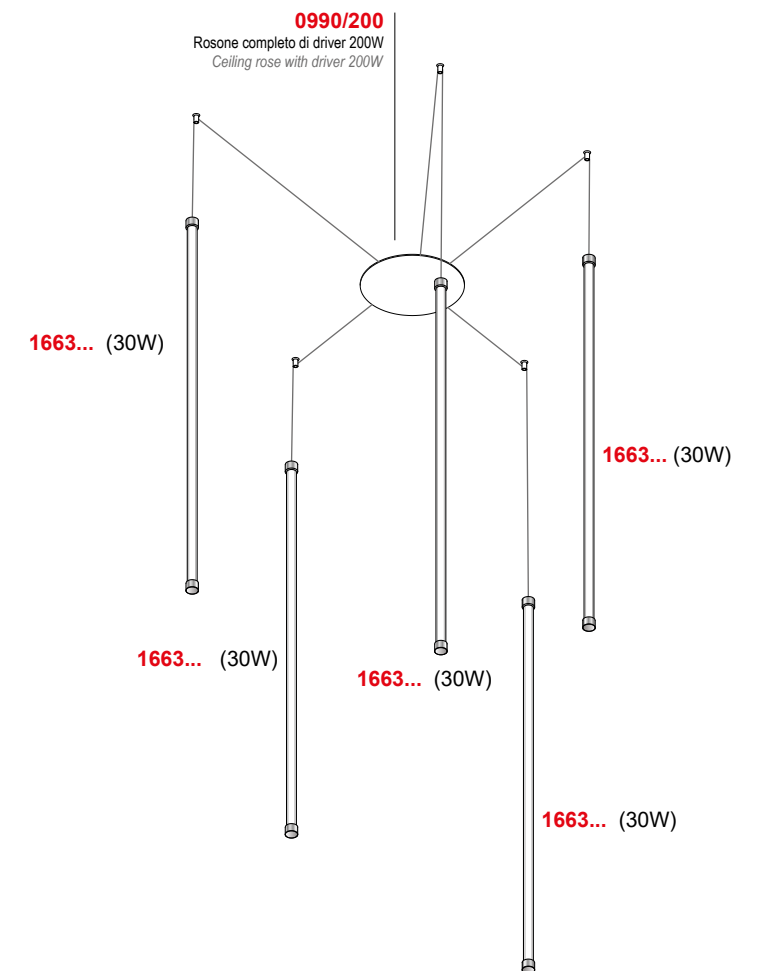 0990/200
Rosone completo di driver 200W
Ceiling rose with driver 200W
1663... (30W)
1663... (30W)
1663... (30W)
1663... (30W)
1663... (30W)